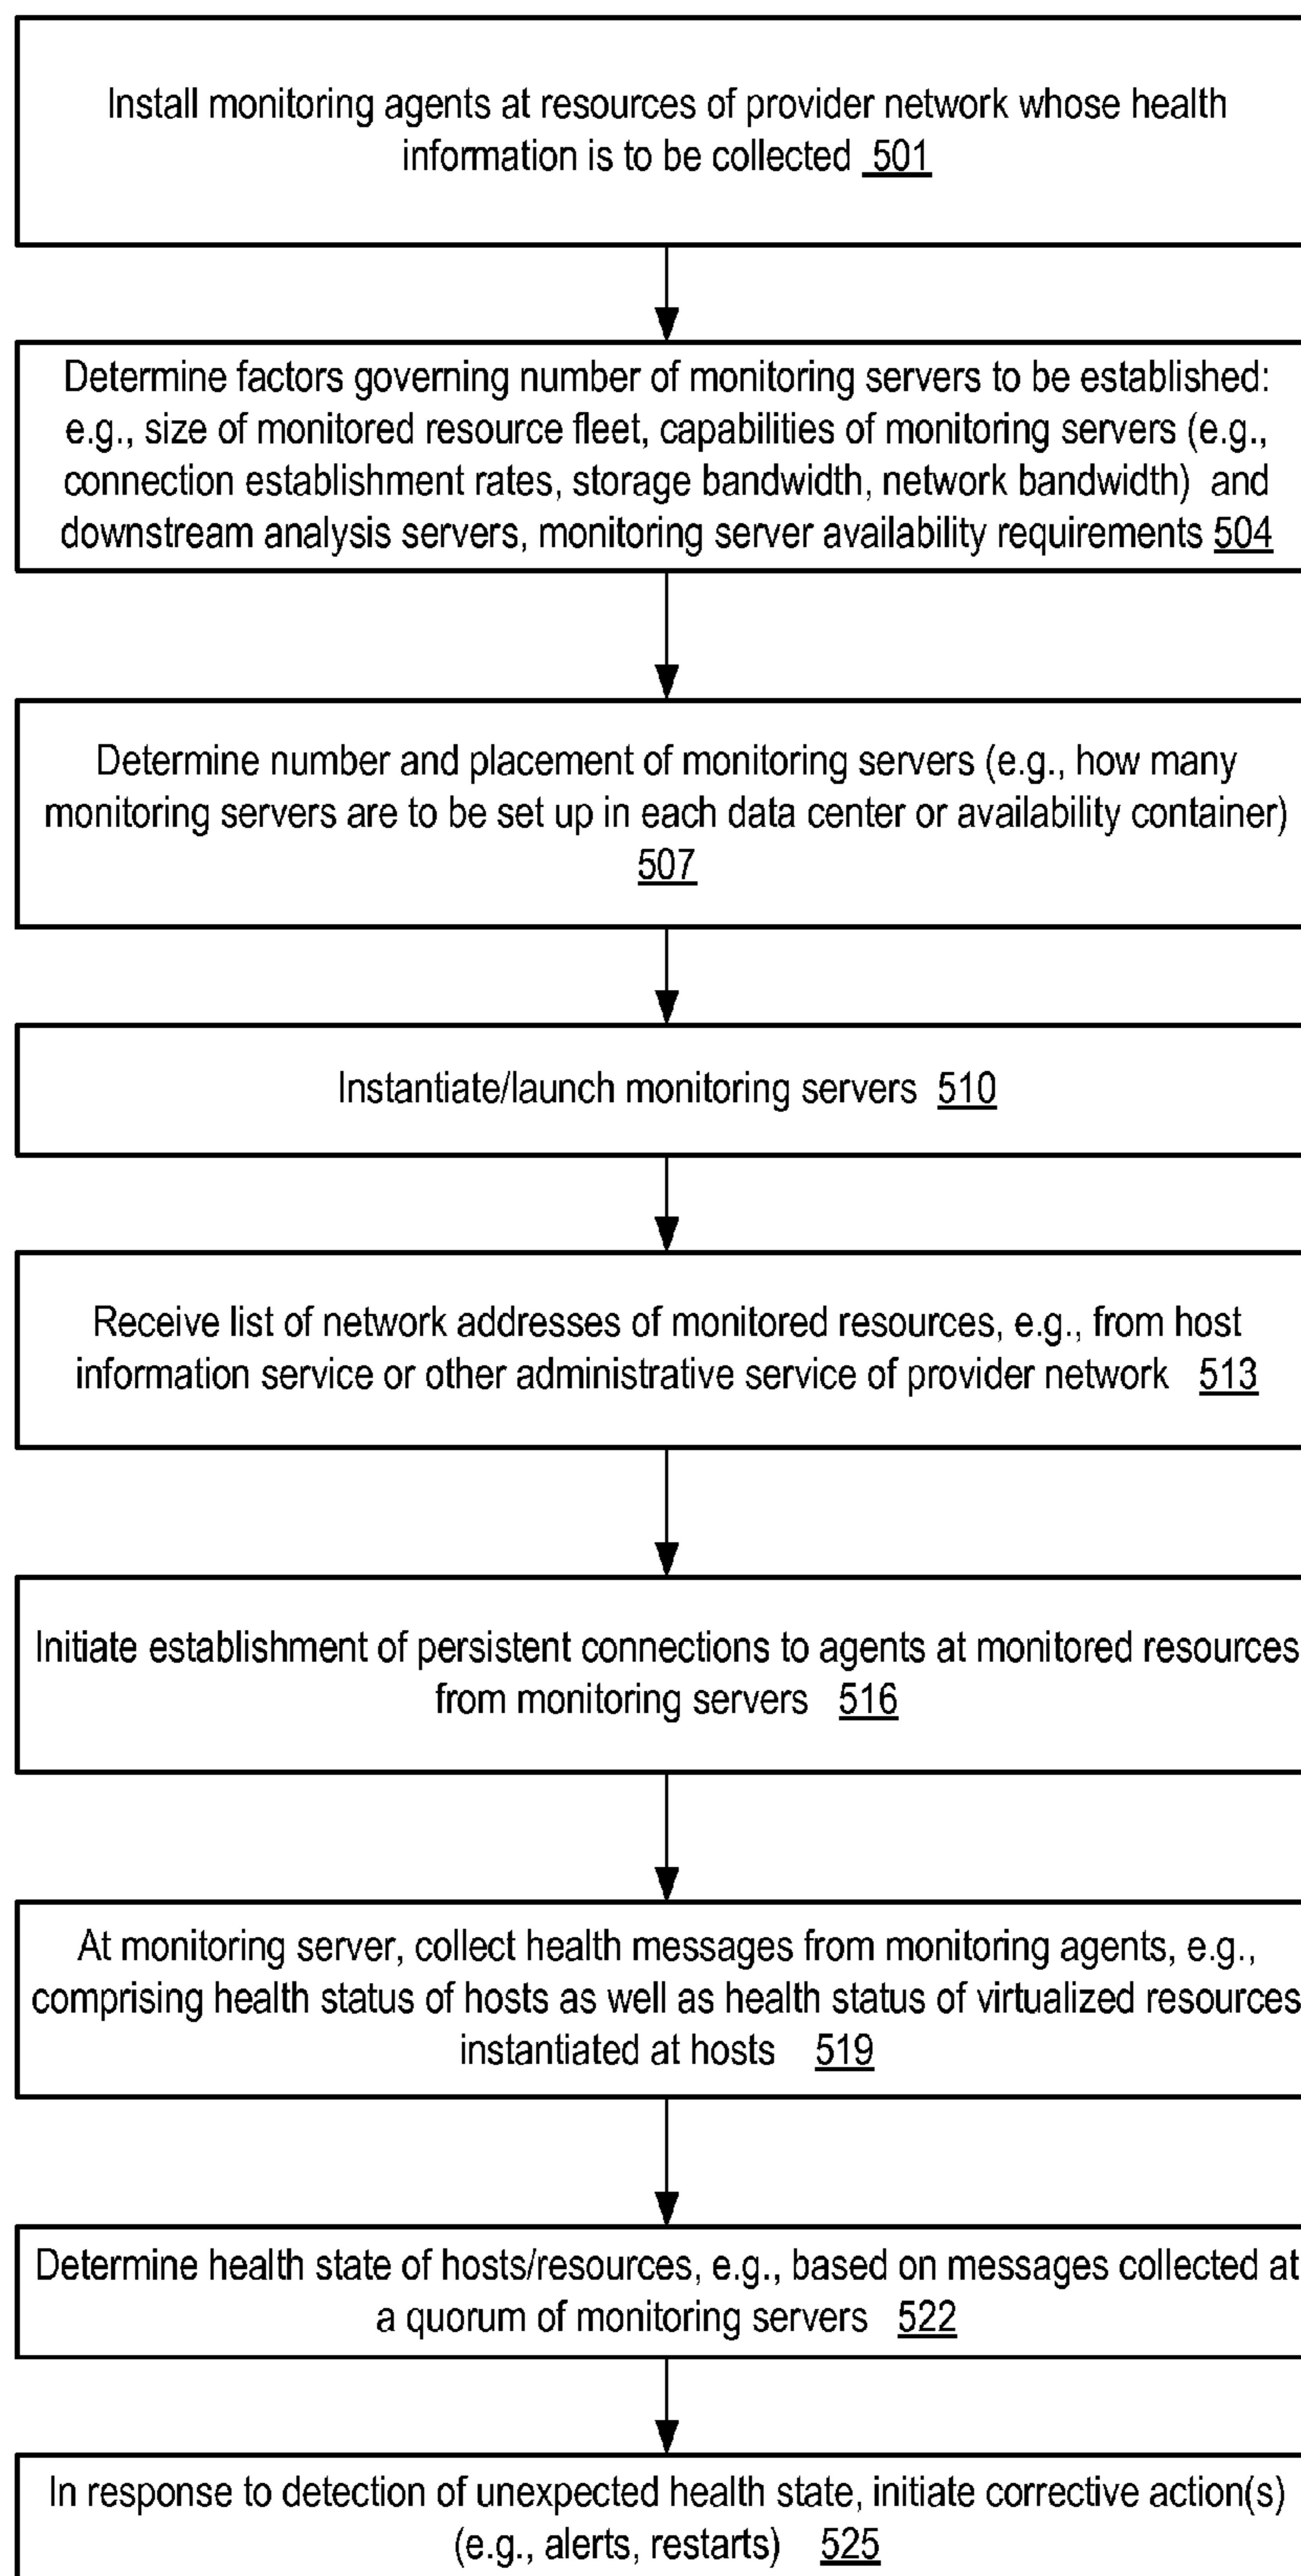 Install monitoring agents at resources of provider network whose health
information is to be collected 501
Determine factors governing number of monitoring servers to be established:
e.g., size of monitored resource fleet, capabilities of monitoring servers (e.g.,
connection establishment rates, storage bandwidth, network bandwidth) and
downstream analysis servers, monitoring server availability requirements 504
Determine number and placement of monitoring servers (e.g., how many
monitoring servers are to be set up in each data center or availability container)
507
Instantiate/launch monitoring servers 510
Receive list of network addresses of monitored resources, e.g., from host
information service or other administrative service of provider network 513
Initiate establishment of persistent connections to agents at monitored resources
from monitoring servers 516
At monitoring server, collect health messages from monitoring agents, e.g.,
comprising health status of hosts as well as health status of virtualized resources
instantiated at hosts 519
Determine health state of hosts/resources, e.g., based on messages collected at
a quorum of monitoring servers 522
In response to detection of unexpected health state, initiate corrective action(s)
(e.g., alerts, restarts) 525